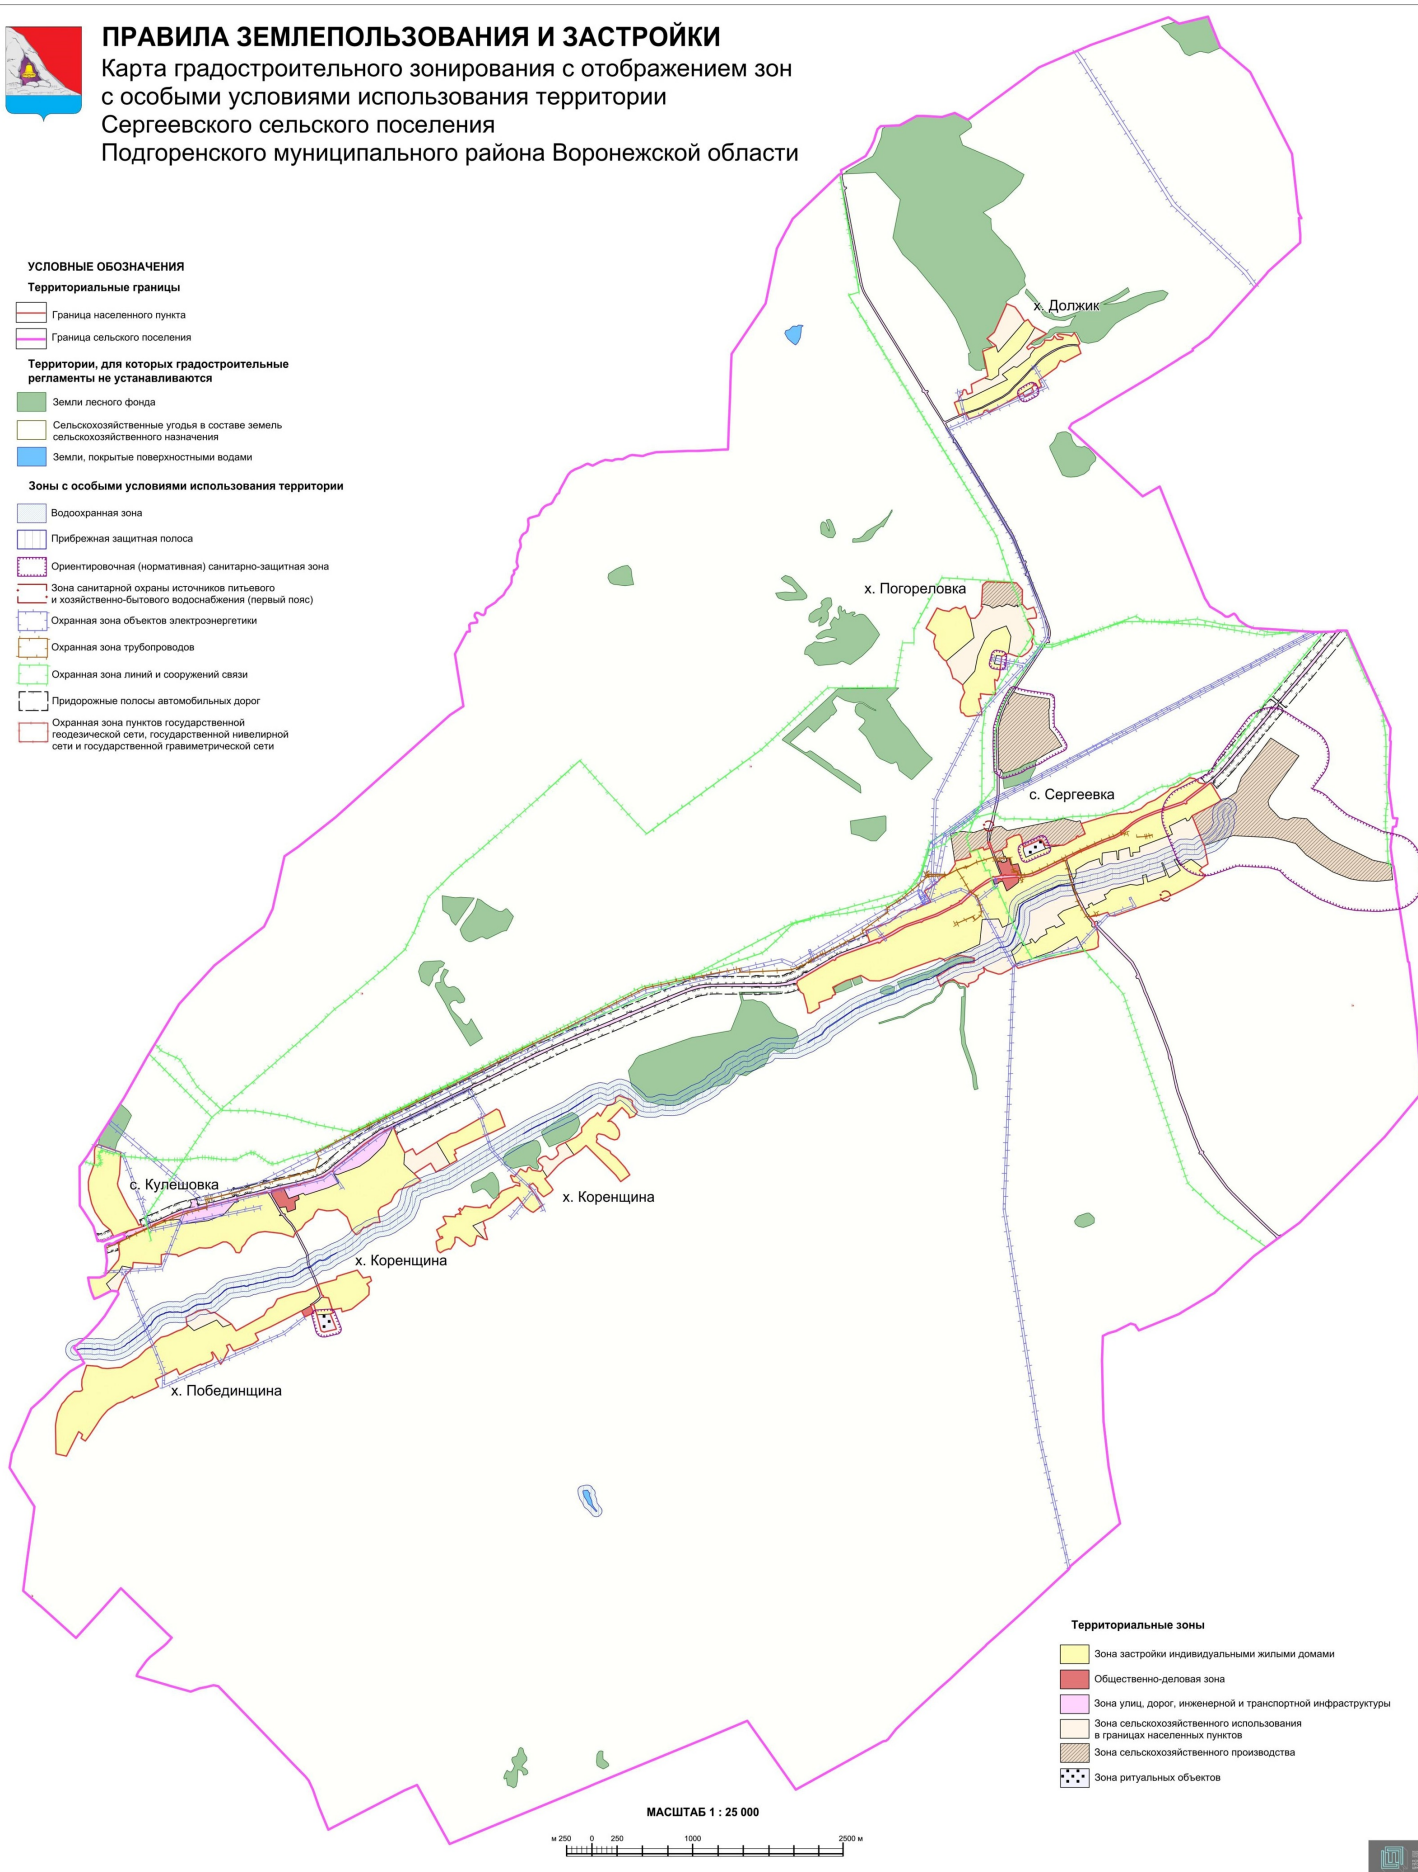 ПРАВИЛА ЗЕМЛЕПОЛЬЗОВАНИЯ И ЗАСТРОЙКИ
Карта градостроительного зонирования с отображением зон
с особыми условиями использования территории
Сергеевского сельского поселения
Подгоренского муниципального района Воронежской области
УСЛОВНЫЕ ОБОЗНАЧЕНИЯ
Территориальные границы
Граница населенного пункта
Граница сельского поселения
Территории, для которых градостроительные
регламенты не устанавливаются
Земли лесного фонда
Сельскохозяйственные угодья в составе земель
сельскохозяйственного назначения
Земли, покрытые поверхностными водами
Зоны с особыми условиями использования территории
Водоохранная зона
Прибрежная защитная полоса
Ориентировочная (нормативная) санитарно-защитная зона
Зона санитарной охраны источников питьевого
и хозяйственно-бытового водоснабжения (первый пояс)
Охранная зона объектов электроэнергетики
Охранная зона трубопроводов
Охранная зона линий и сооружений связи
Придорожные полосы автомобильных дорог
Охранная зона пунктов государственной
геодезической сети, государственной нивелирной
сети и государственной гравиметрической сети
х. Должик
х. Погореловка
с. Сергеевка
с. Кулешовка
х. Коренщина
х. Коренщина
х. Побединщина
Территориальные зоны
Зона застройки индивидуальными жилыми домами
Общественно-деловая зона
Зона улиц, дорог, инженерной и транспортной инфраструктуры
Зона сельскохозяйственного использования
в границах населенных пунктов
Зона сельскохозяйственного производства
Зона ритуальных объектов
МАСШТАБ 1 : 25 000
м 250 0 250 1000 2500 м